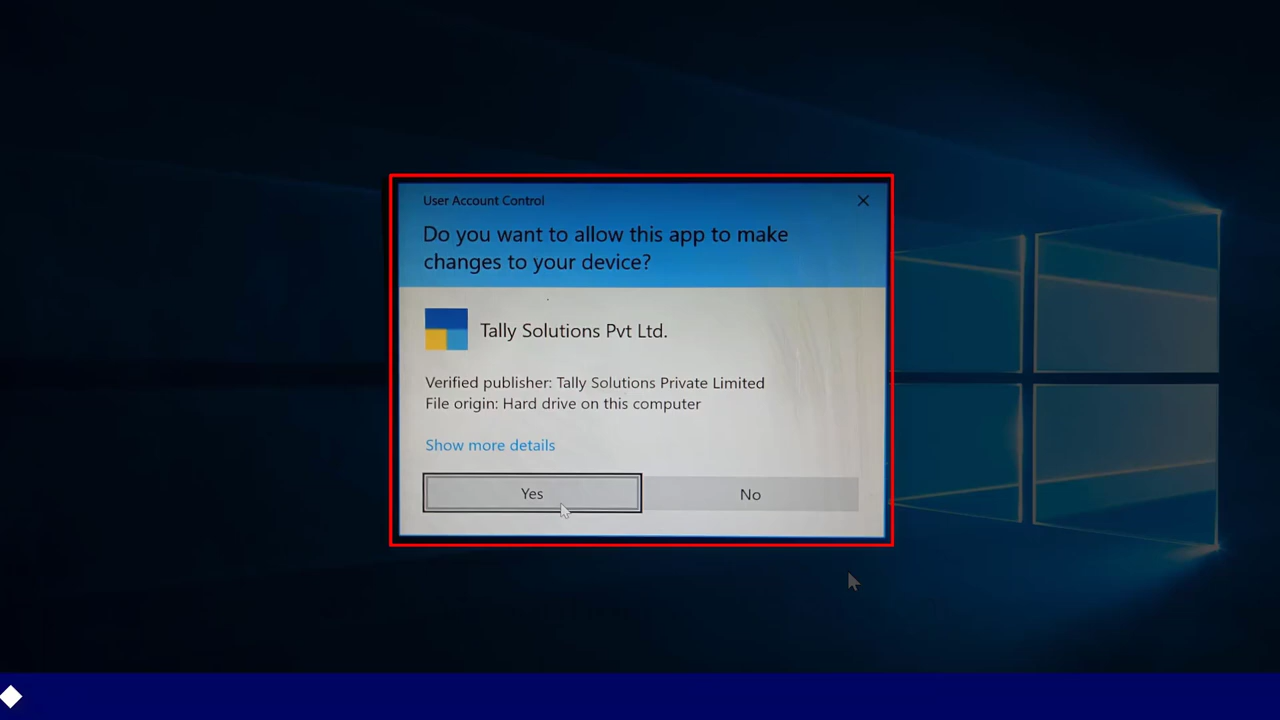 User Account Control
Do you want to allow this app to make
changes to your device?
Tally Solutions Pvt Ltd.
Verified publisher: Tally Solutions Private Limited
File origin: Hard drive on this computer
Show more details
Yes
No